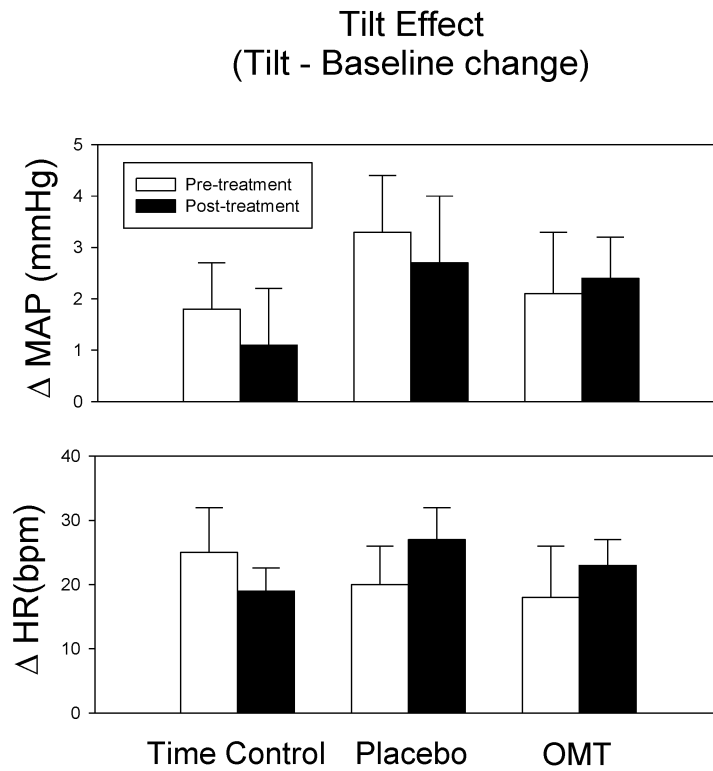 Tilt Effect
(Tilt - Baseline change)
5
Pre-treatment
Post-treatment
4
3
2
1
0
Δ MAP (mmHg)
40
30
20
10
0
Δ HR(bpm)
Time Control Placebo OMT